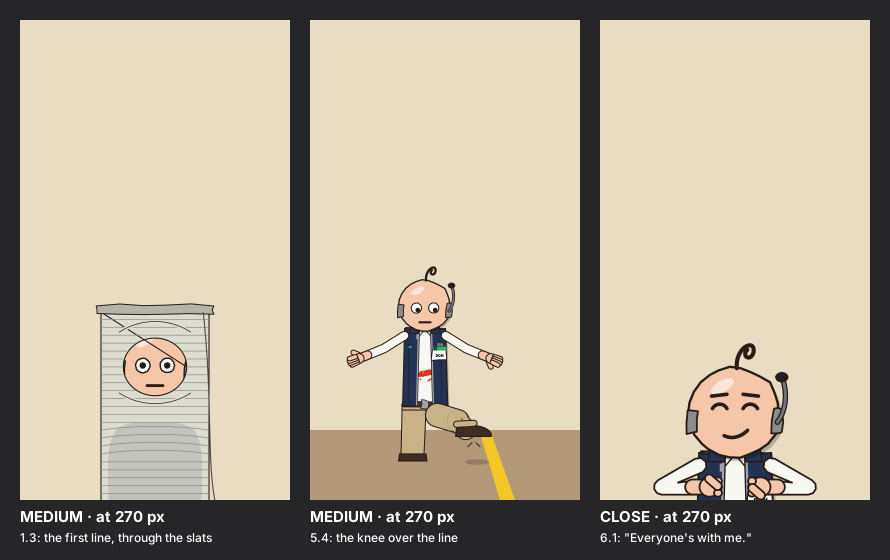 DON
MEDIUM · at 270 px
1.3: the first line, through the slats
MEDIUM · at 270 px
5.4: the knee over the line
CLOSE · at 270 px
6.1: "Everyone's with me."